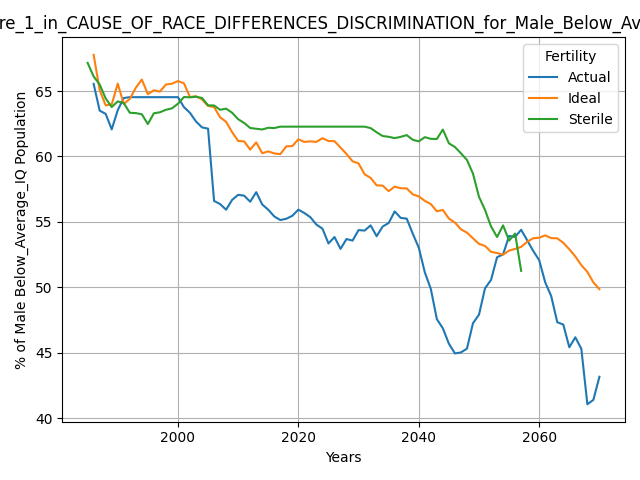 re_1_in_CAUSE_OF_RACE_DIFFERENCES_DISCRIMINATION_for_Male_Below_Av
Fertility
Actual
Ideal
Sterile
% of Male Below_Average_IQ Population
65
60
55
50
45
40
2000
2020
2040
2060
Years